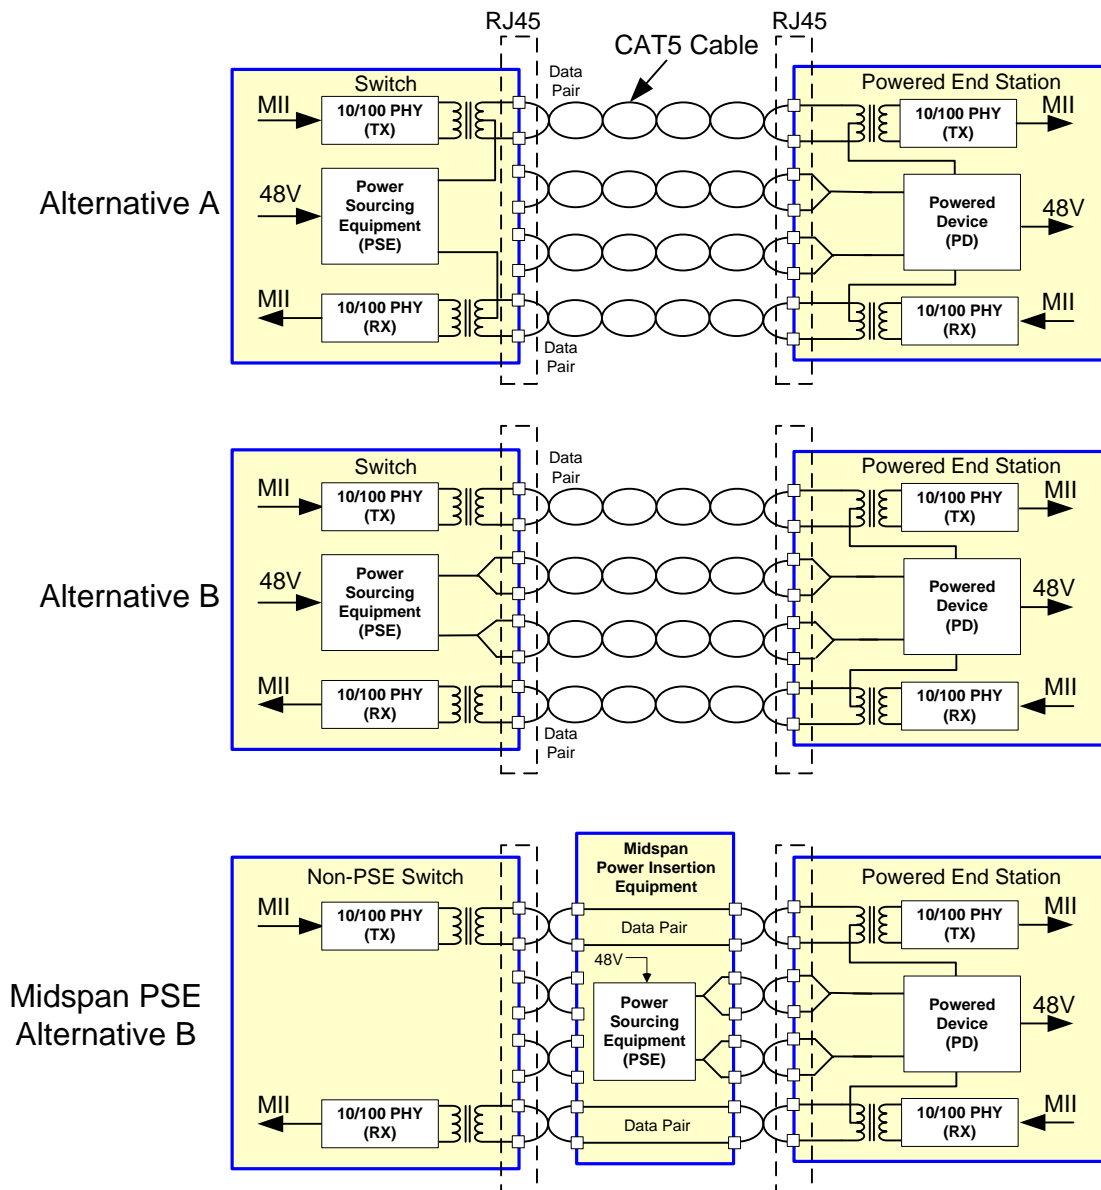 RJ45
RJ45
CAT5 Cable
Data
Pair
Switch
Powered End Station
MII
10/100 PHY
(TX)
10/100 PHY
(TX)
MII
Alternative A
48V
Power
Sourcing
Equipment
(PSE)
Powered
Device
(PD)
48V
MII
10/100 PHY
(RX)
10/100 PHY
(RX)
MII
Data
Pair
Data
Pair
Switch
Powered End Station
MII
10/100 PHY
(TX)
10/100 PHY
(TX)
MII
Alternative B
48V
Power
Sourcing
Equipment
(PSE)
Powered
Device
(PD)
48V
MII
10/100 PHY
(RX)
10/100 PHY
(RX)
MII
Data
Pair
Midspan
Power Insertion
Equipment
Non-PSE Switch
Powered End Station
MII
10/100 PHY
(TX)
Data Pair
10/100 PHY
(TX)
MII
Midspan PSE
Alternative B
48V
Power
Sourcing
Equipment
(PSE)
Powered
Device
(PD)
48V
MII
10/100 PHY
(RX)
Data Pair
10/100 PHY
(RX)
MII